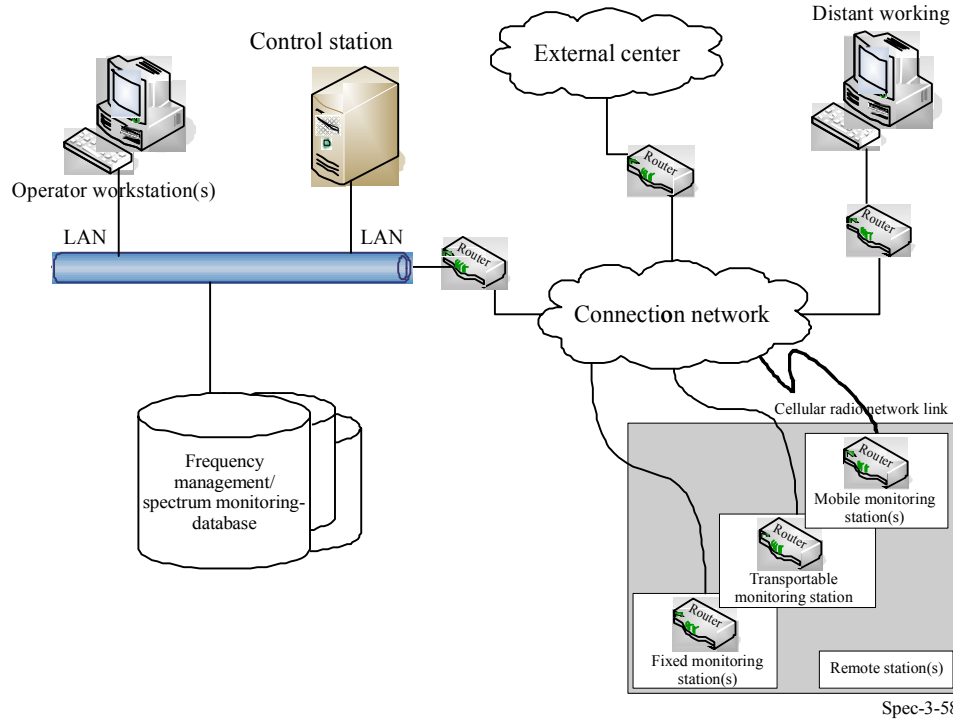 Control station
External center
Distant working
Router
Operator workstation(s)
Router
LAN
LAN
Router
Connection network
Cellular radio network link
Frequency
management/
spectrum monitoring-
database
Router
Mobile monitoring
station(s)
Router
Transportable
monitoring station
Router
Fixed monitoring
station(s)
Remote station(s)
Spec-3-58